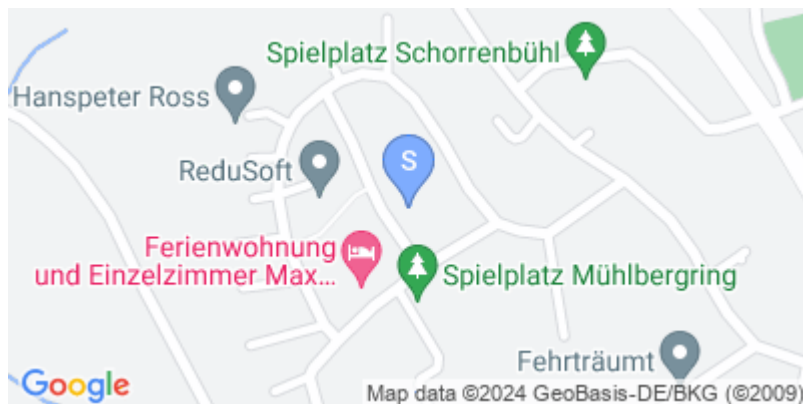 Spielplatz Schorrenbühl
Hanspeter Ross
ReduSoft
S
Ferienwohnung
und Einzelzimmer Max...
Spielplatz Mühlbergring
Fehrträumt
Google
Map data ©2024 GeoBasis-DE/BKG (©2009)